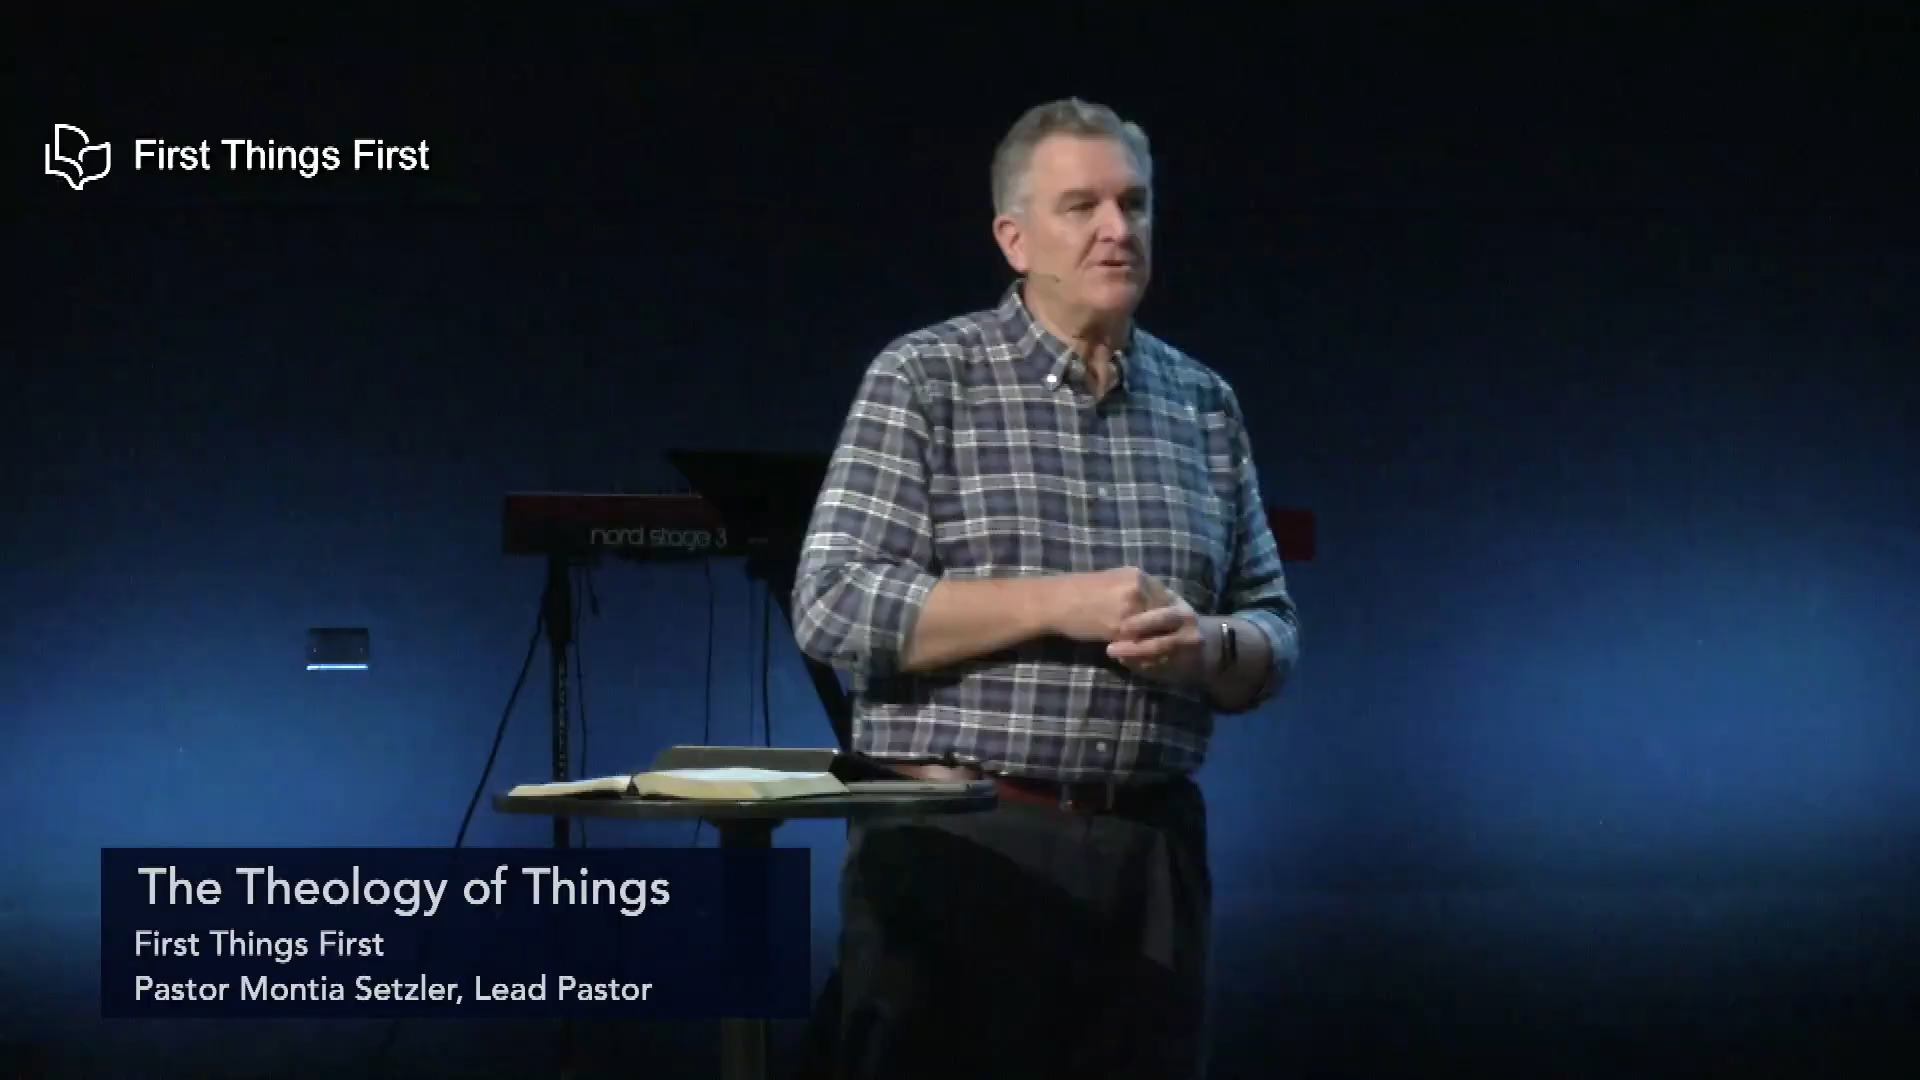 First Things First
nord stage 3
The Theology of Things
First Things First
Pastor Montia Setzler, Lead Pastor